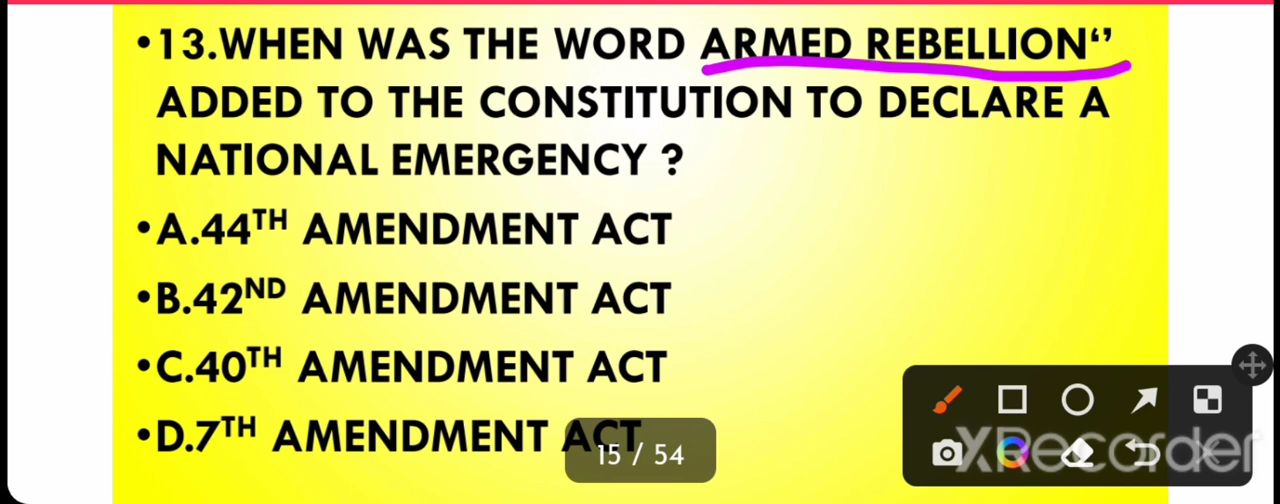 •13.WHEN WAS THE WORD ARMED REBELLION‘’
ADDED TO THE CONSTITUTION TO DECLARE A
NATIONAL EMERGENCY ?
•A.44TH AMENDMENT ACT
•B.42ND AMENDMENT ACT
•C.40TH AMENDMENT ACT
•D.7TH AMENDMENT ACT
15 / 54
XRecorder